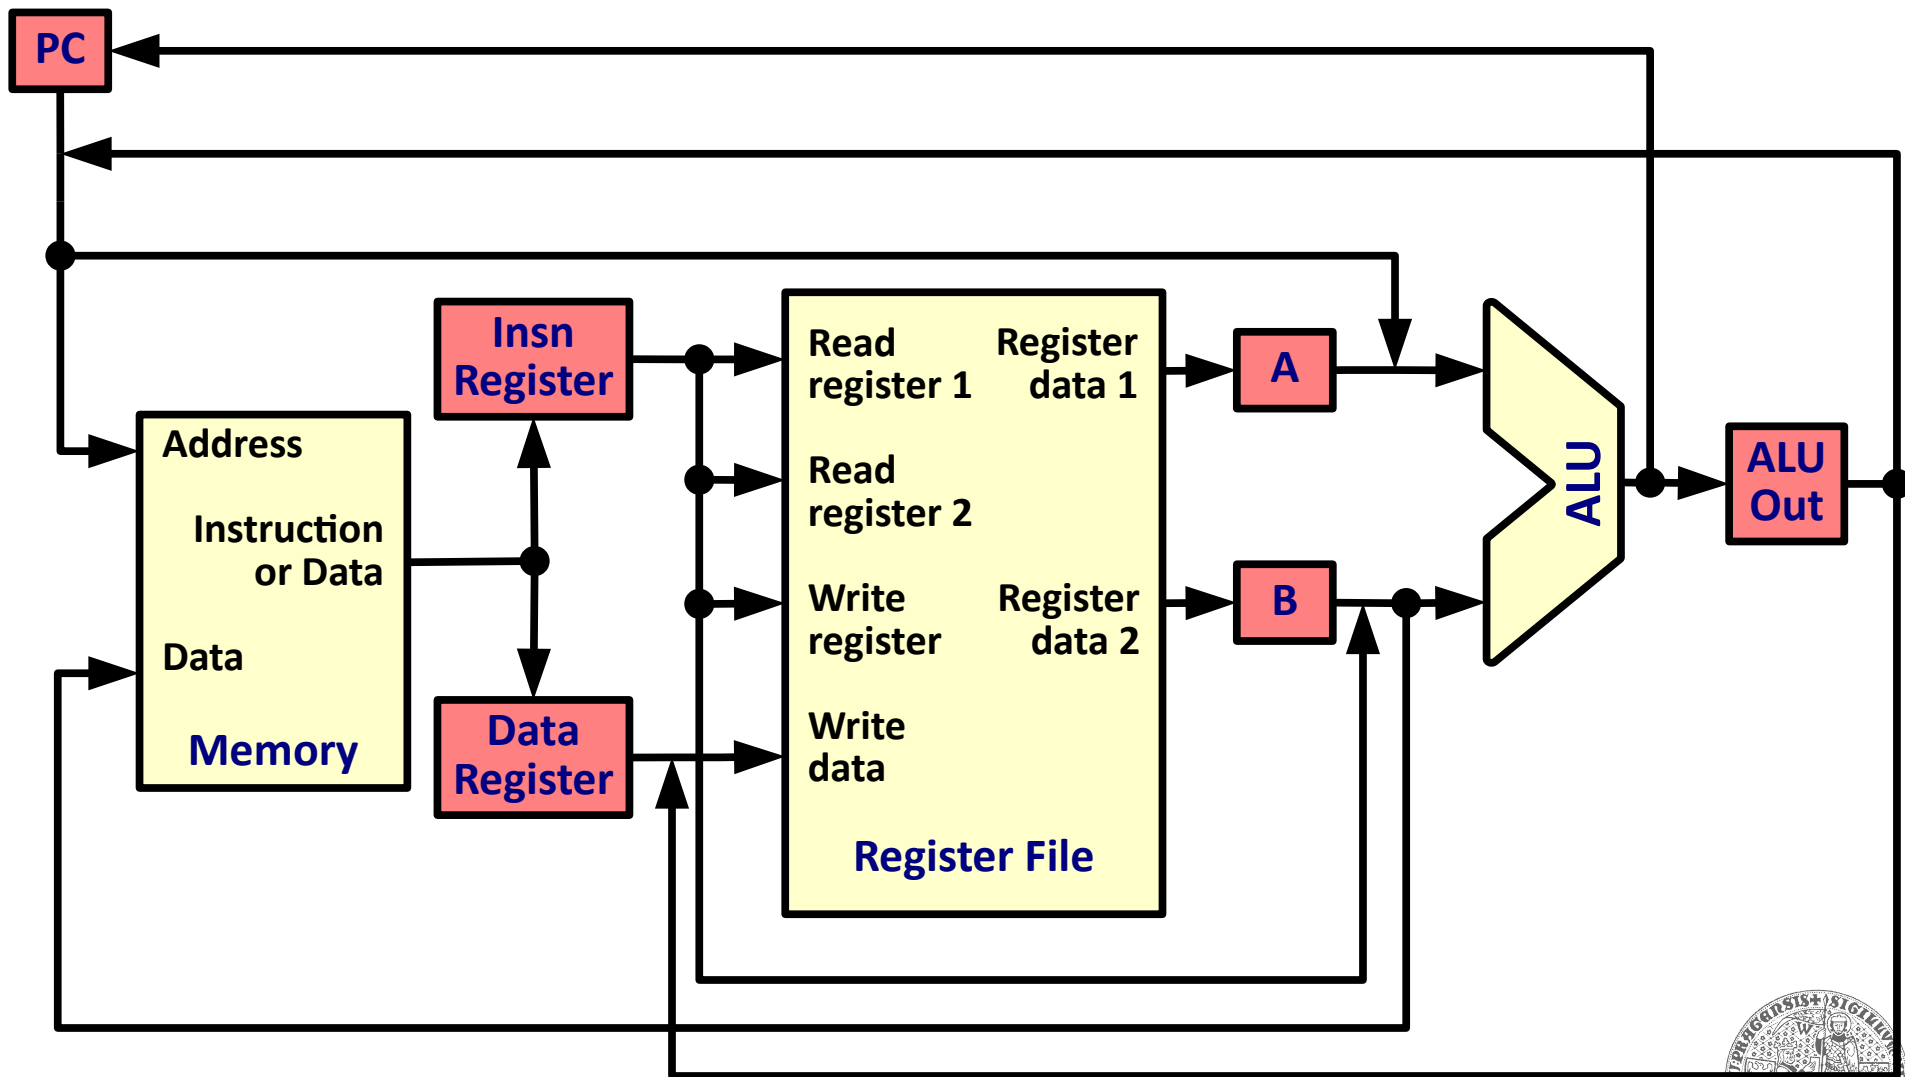 PC
Insn
Register
Address
Instruction
or Data
Data
Memory
Data
Register
Read
register 1
Read
register 2
Write
register
Write
data
Register
data 1
Register
data 2
Register File
A
B
ALU
ALU
Out